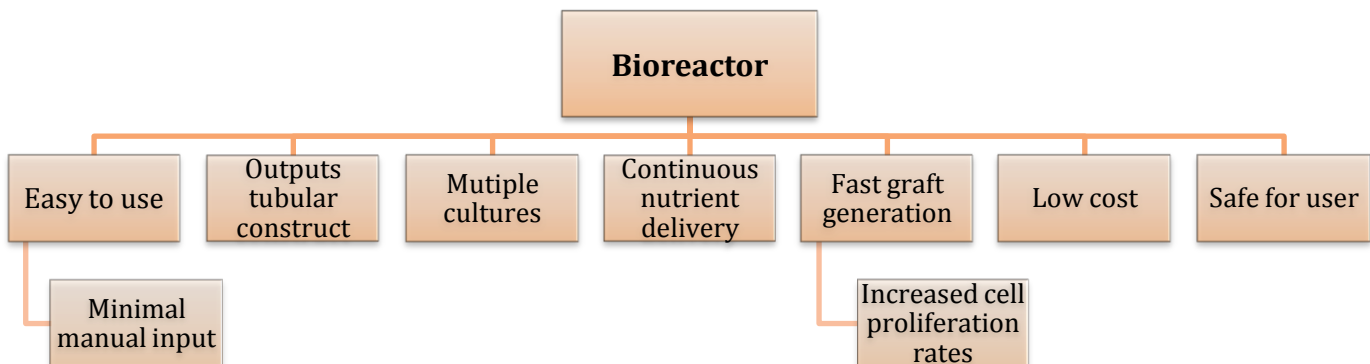 Bioreactor
Easy to use
Outputs
tubular
construct
Mutiple
cultures
Continuous
nutrient
delivery
Fast graft
generation
Low cost
Safe for user
Minimal
manual input
Increased cell
proliferation
rates